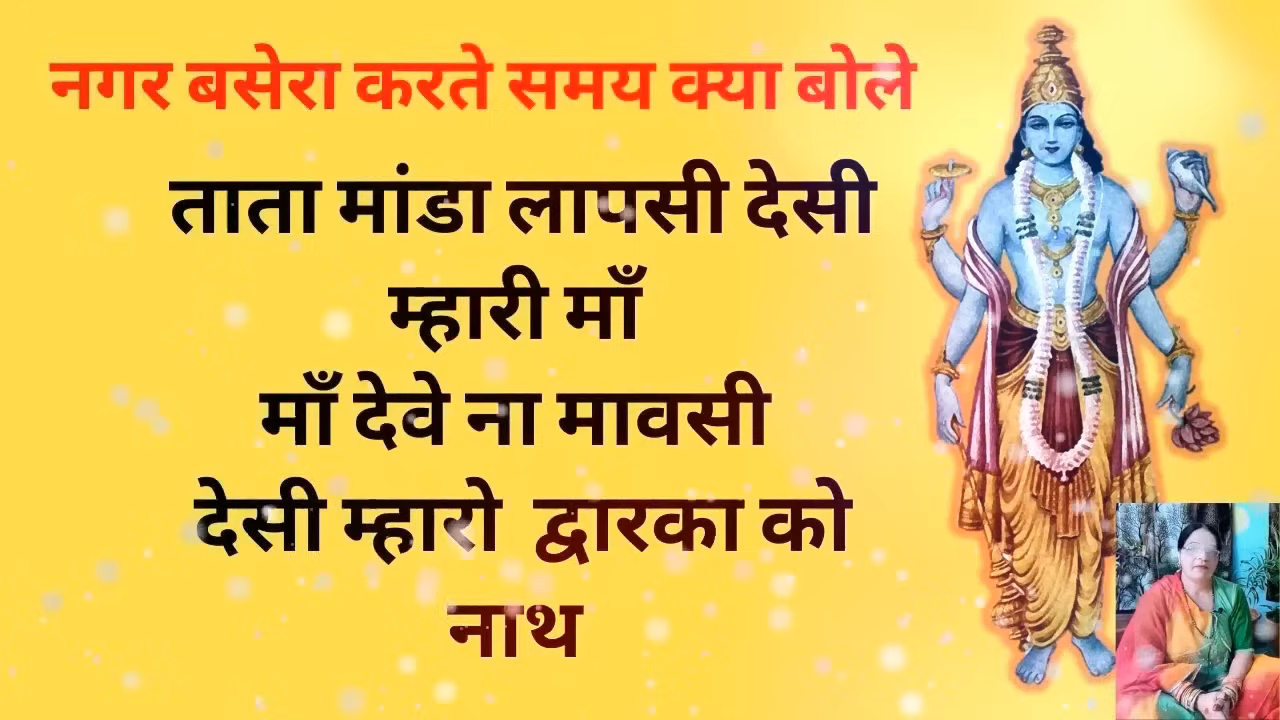 नगर बसेरा करते समय क्या बोले
ताता मांडा लापसी देसी
म्हारी माँ
माँ देवे ना मावसी
देसी म्हारो द्वारका को
नाथ